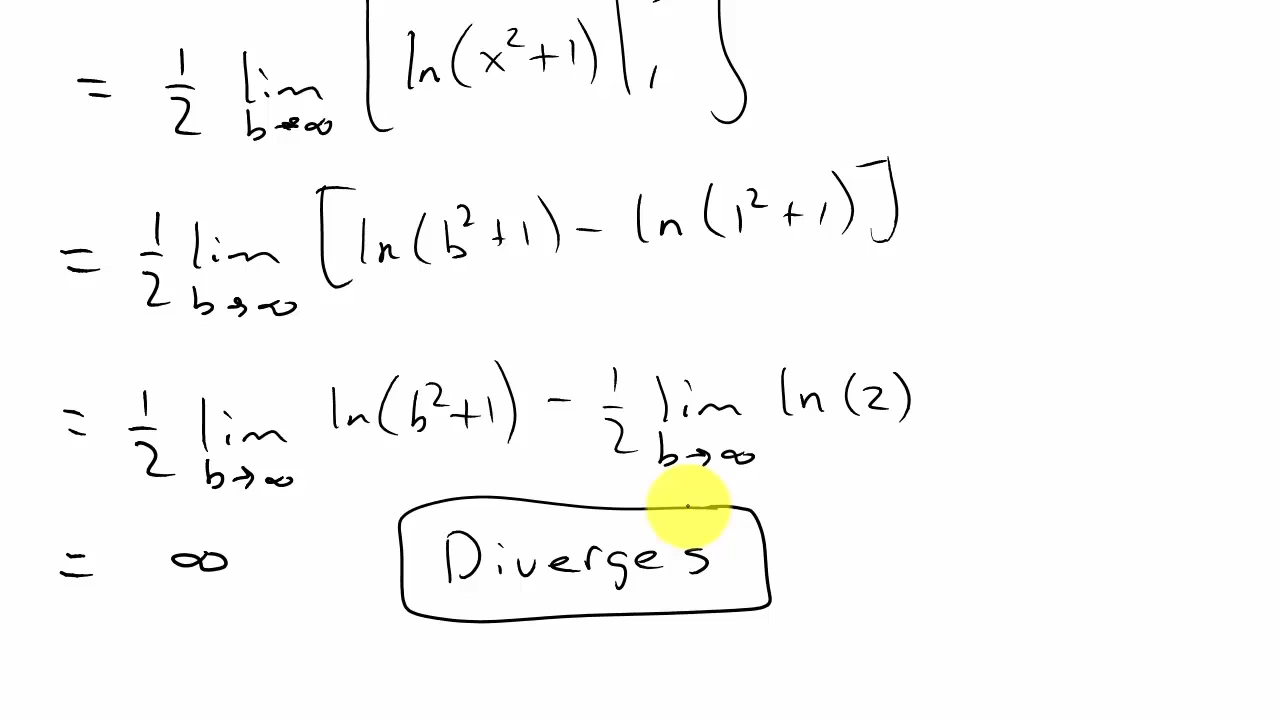 = 1/2 lim b→∞ [ln(x²+1)|₁ ]
= 1/2 lim b→∞ [ln(b²+1) - ln(1²+1)]
= 1/2 lim b→∞ ln(b²+1) - 1/2 lim b→∞ ln(2)
= ∞ Diverges